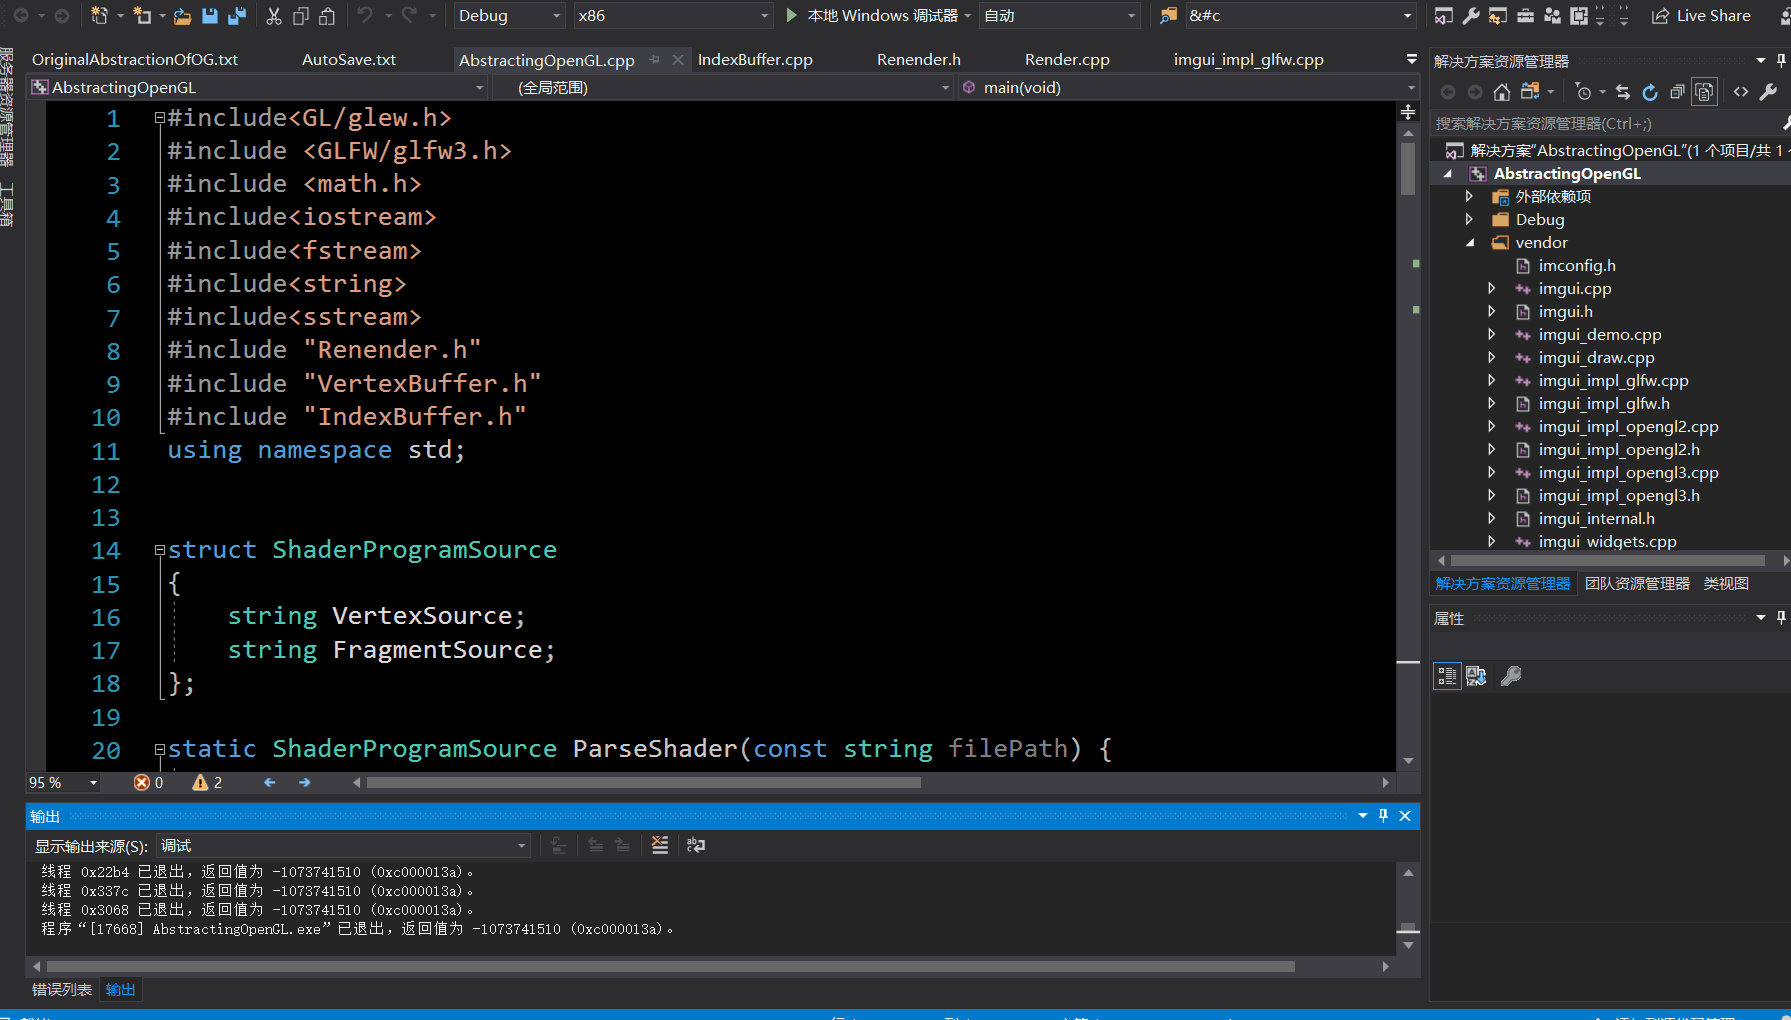 Debug x86 本地 Windows 调试器 自动 &#c Live Share
服务器资源管理器
工具箱
OriginalAbstractionOfOG.txt AutoSave.txt AbstractingOpenGL.cpp IndexBuffer.cpp Renender.h Render.cpp imgui_impl_glfw.cpp
AbstractingOpenGL (全局范围) main(void)
1 #include<GL/glew.h>
2 #include <GLFW/glfw3.h>
3 #include <math.h>
4 #include<iostream>
5 #include<fstream>
6 #include<string>
7 #include<sstream>
8 #include "Renender.h"
9 #include "VertexBuffer.h"
10 #include "IndexBuffer.h"
11 using namespace std;
12
13
14 struct ShaderProgramSource
15 {
16 string VertexSource;
17 string FragmentSource;
18 };
19
20 static ShaderProgramSource ParseShader(const string filePath) {
95 % 0 2
输出
显示输出来源(S): 调试
线程 0x22b4 已退出，返回值为 -1073741510 (0xc000013a)。
线程 0x337c 已退出，返回值为 -1073741510 (0xc000013a)。
线程 0x3068 已退出，返回值为 -1073741510 (0xc000013a)。
程序“[17668] AbstractingOpenGL.exe”已退出，返回值为 -1073741510 (0xc000013a)。
错误列表 输出
解决方案资源管理器
搜索解决方案资源管理器(Ctrl+;)
解决方案“AbstractingOpenGL”(1 个项目/共 1
AbstractingOpenGL
外部依赖项
Debug
vendor
imconfig.h
imgui.cpp
imgui.h
imgui_demo.cpp
imgui_draw.cpp
imgui_impl_glfw.cpp
imgui_impl_glfw.h
imgui_impl_opengl2.cpp
imgui_impl_opengl2.h
imgui_impl_opengl3.cpp
imgui_impl_opengl3.h
imgui_internal.h
imgui_widgets.cpp
解决方案资源管理器 团队资源管理器 类视图
属性